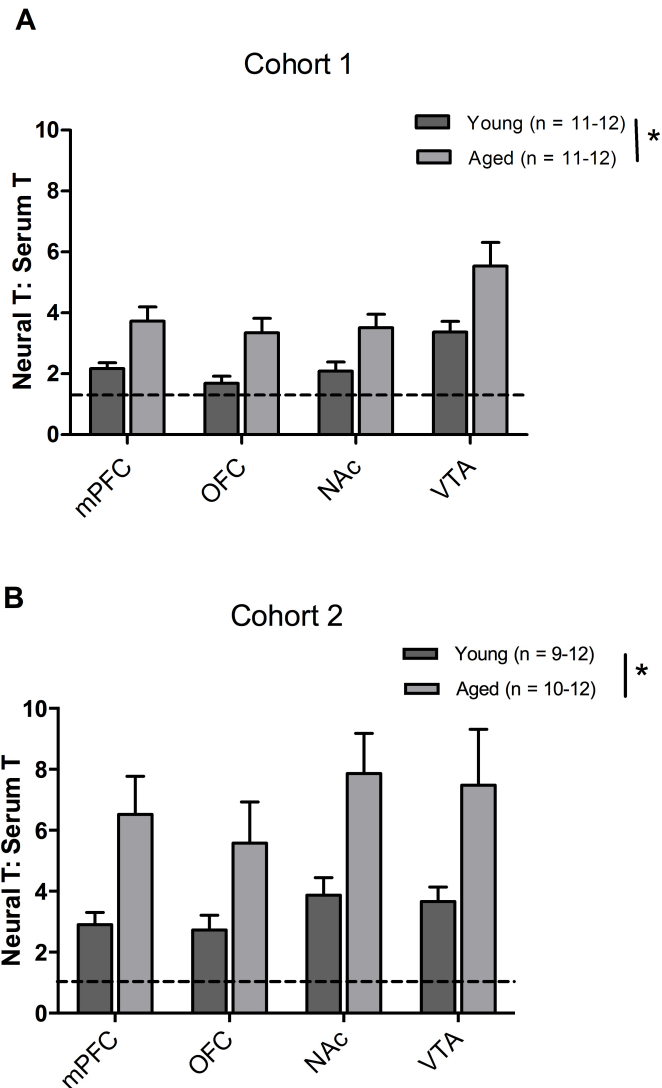 A
Cohort 1
Young (n = 11-12)
Aged (n = 11-12)
*
Neural T: Serum T
10
8
6
4
2
0
mPFC
OFC
NAc
VTA
B
Cohort 2
Young (n = 9-12)
Aged (n = 10-12)
*
Neural T: Serum T
10
8
6
4
2
0
mPFC
OFC
NAc
VTA